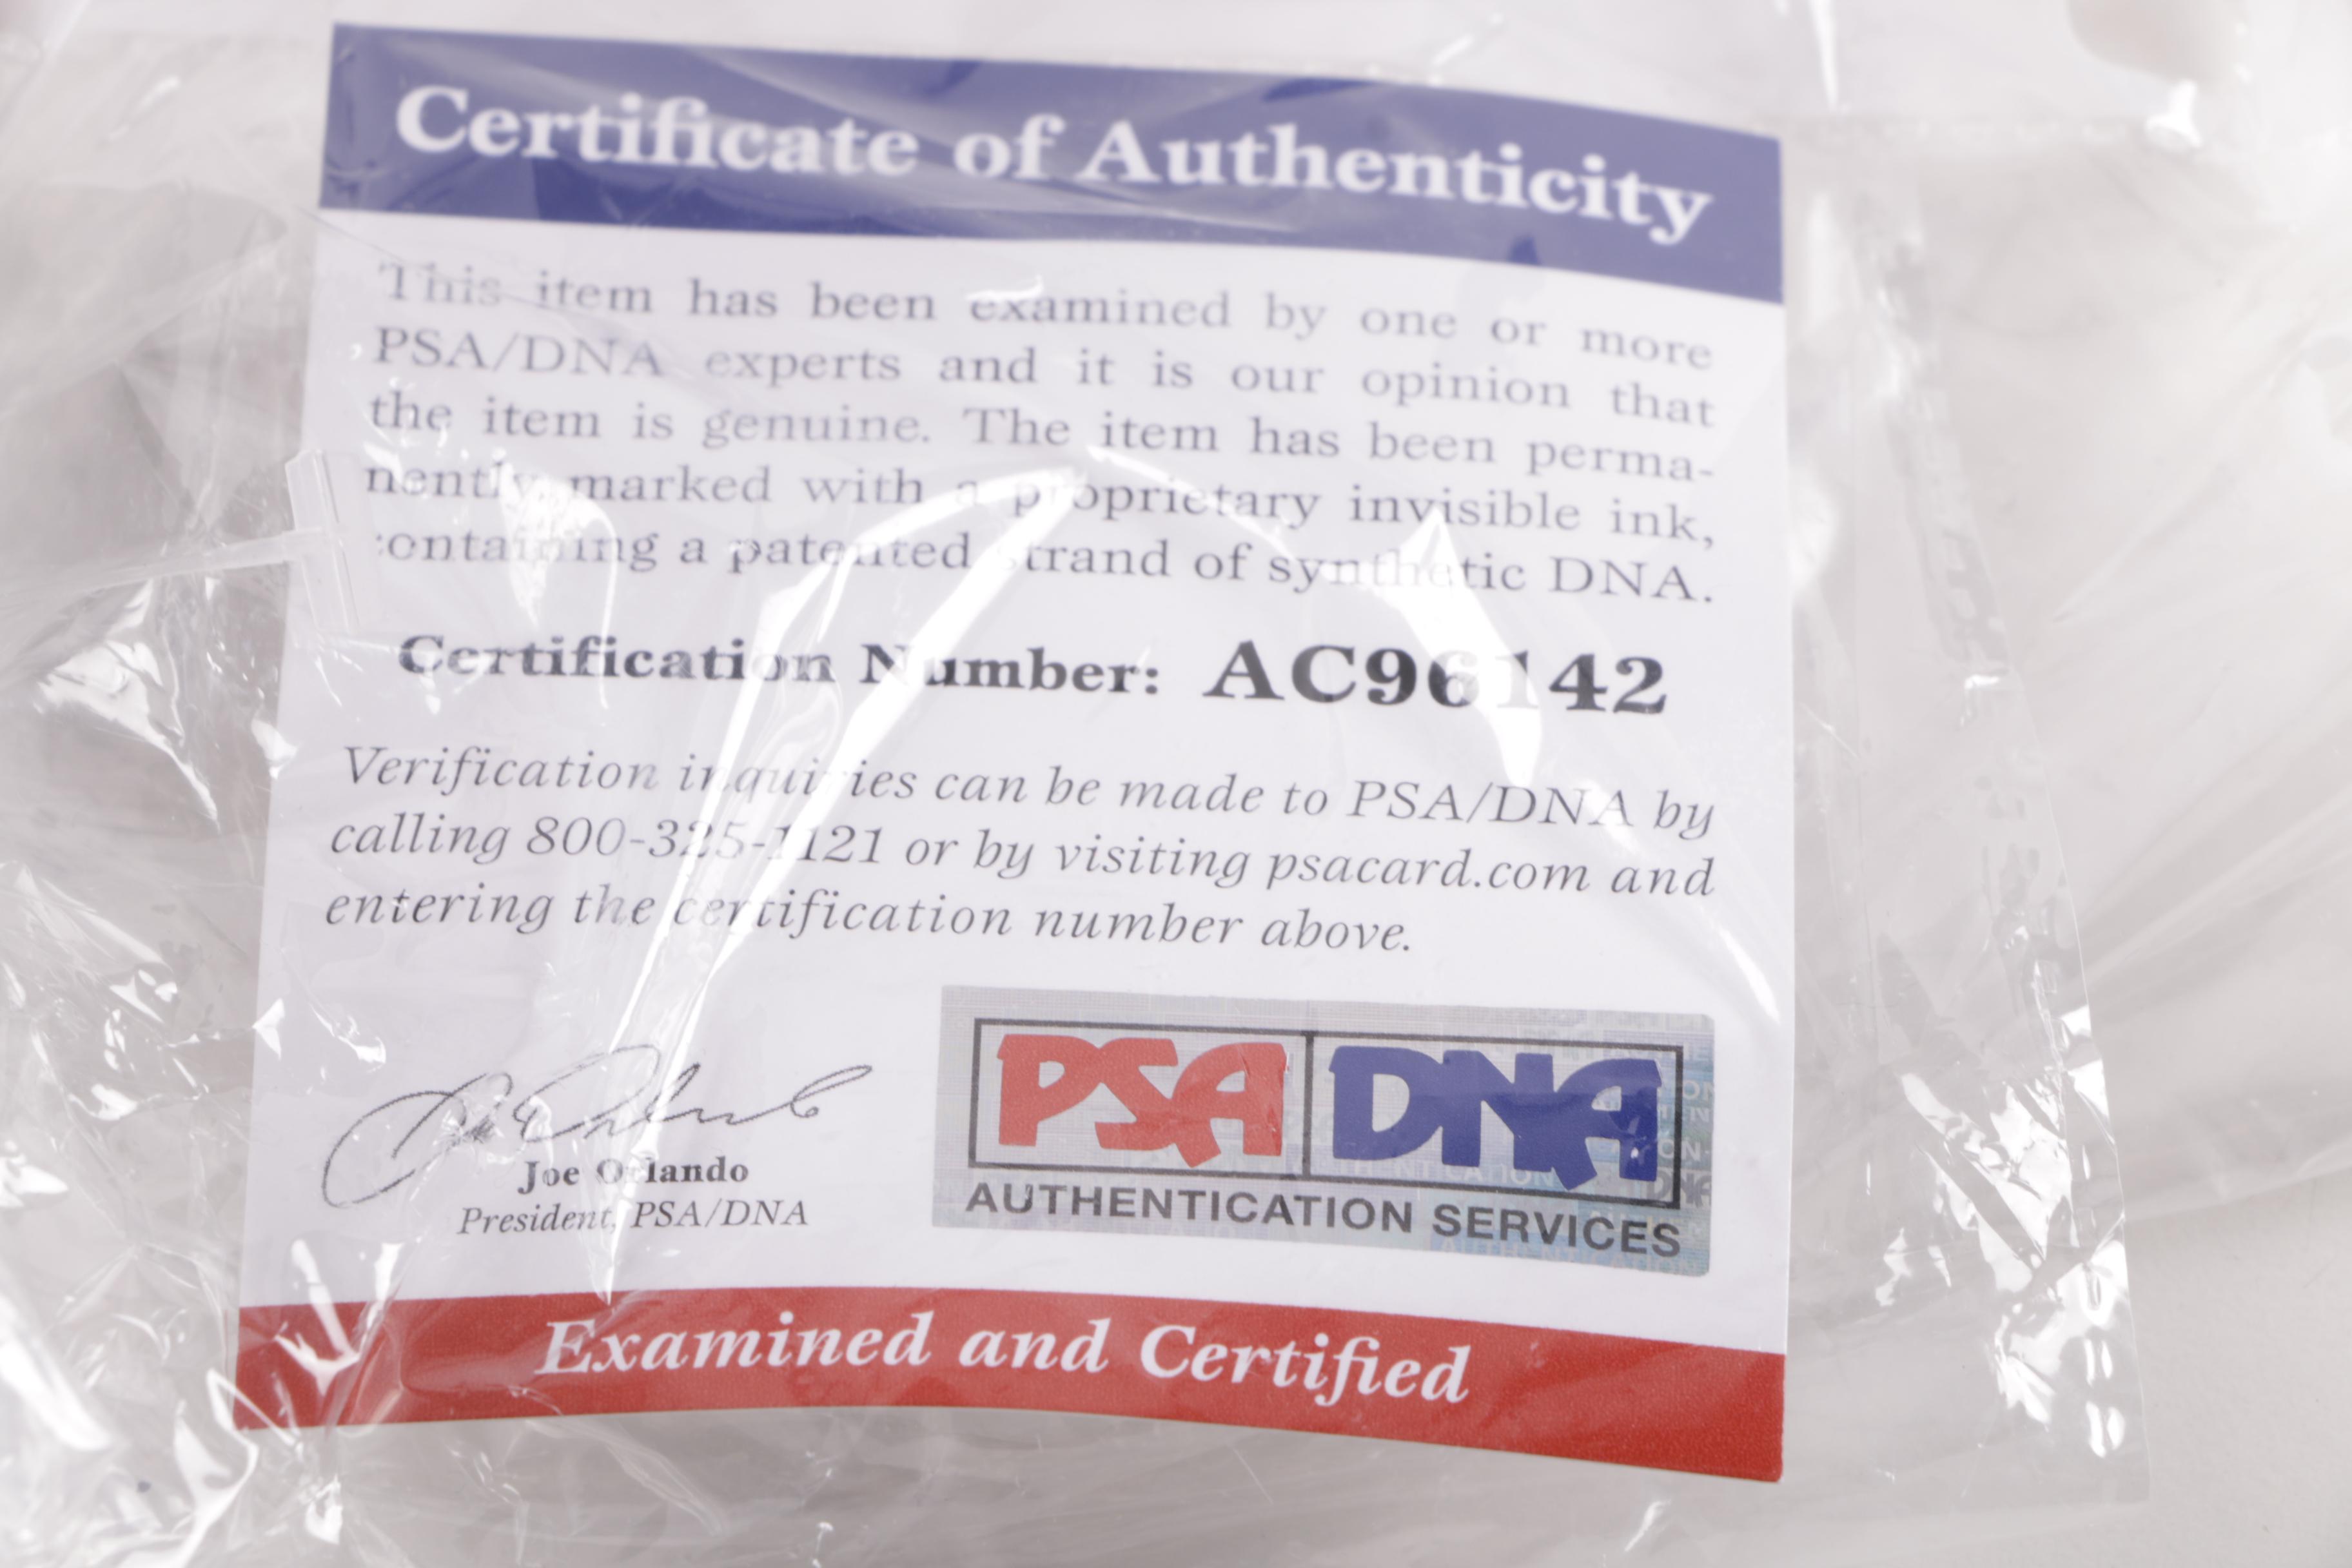 Certificate of Authenticity
This item has been examined by one or more
PSA/DNA experts and it is our opinion that
the item is genuine. The item has been perma-
nently marked with a proprietary invisible ink,
containing a patented strand of synthetic DNA.
Certification Number: AC96142
Verification inquiries can be made to PSA/DNA by
calling 800-325-1121 or by visiting psacard.com and
entering the certification number above.
Joe Orlando
President, PSA/DNA
PSA DNA
AUTHENTICATION SERVICES
Examined and Certified